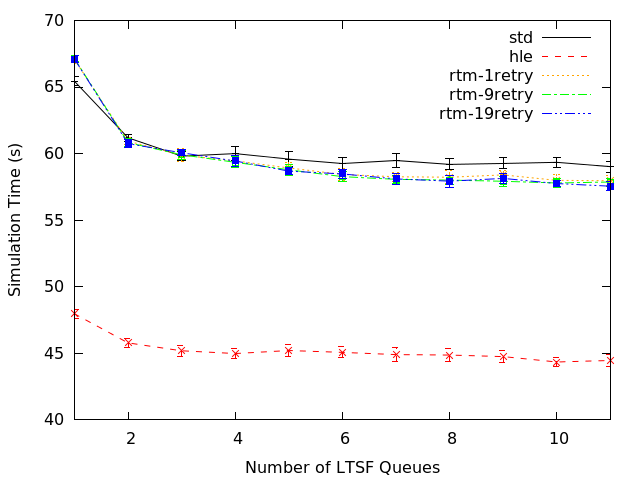 70
65
60
55
50
45
40
Simulation Time (s)
std
hle
rtm-1retry
rtm-9retry
rtm-19retry
2 4 6 8 10
Number of LTSF Queues